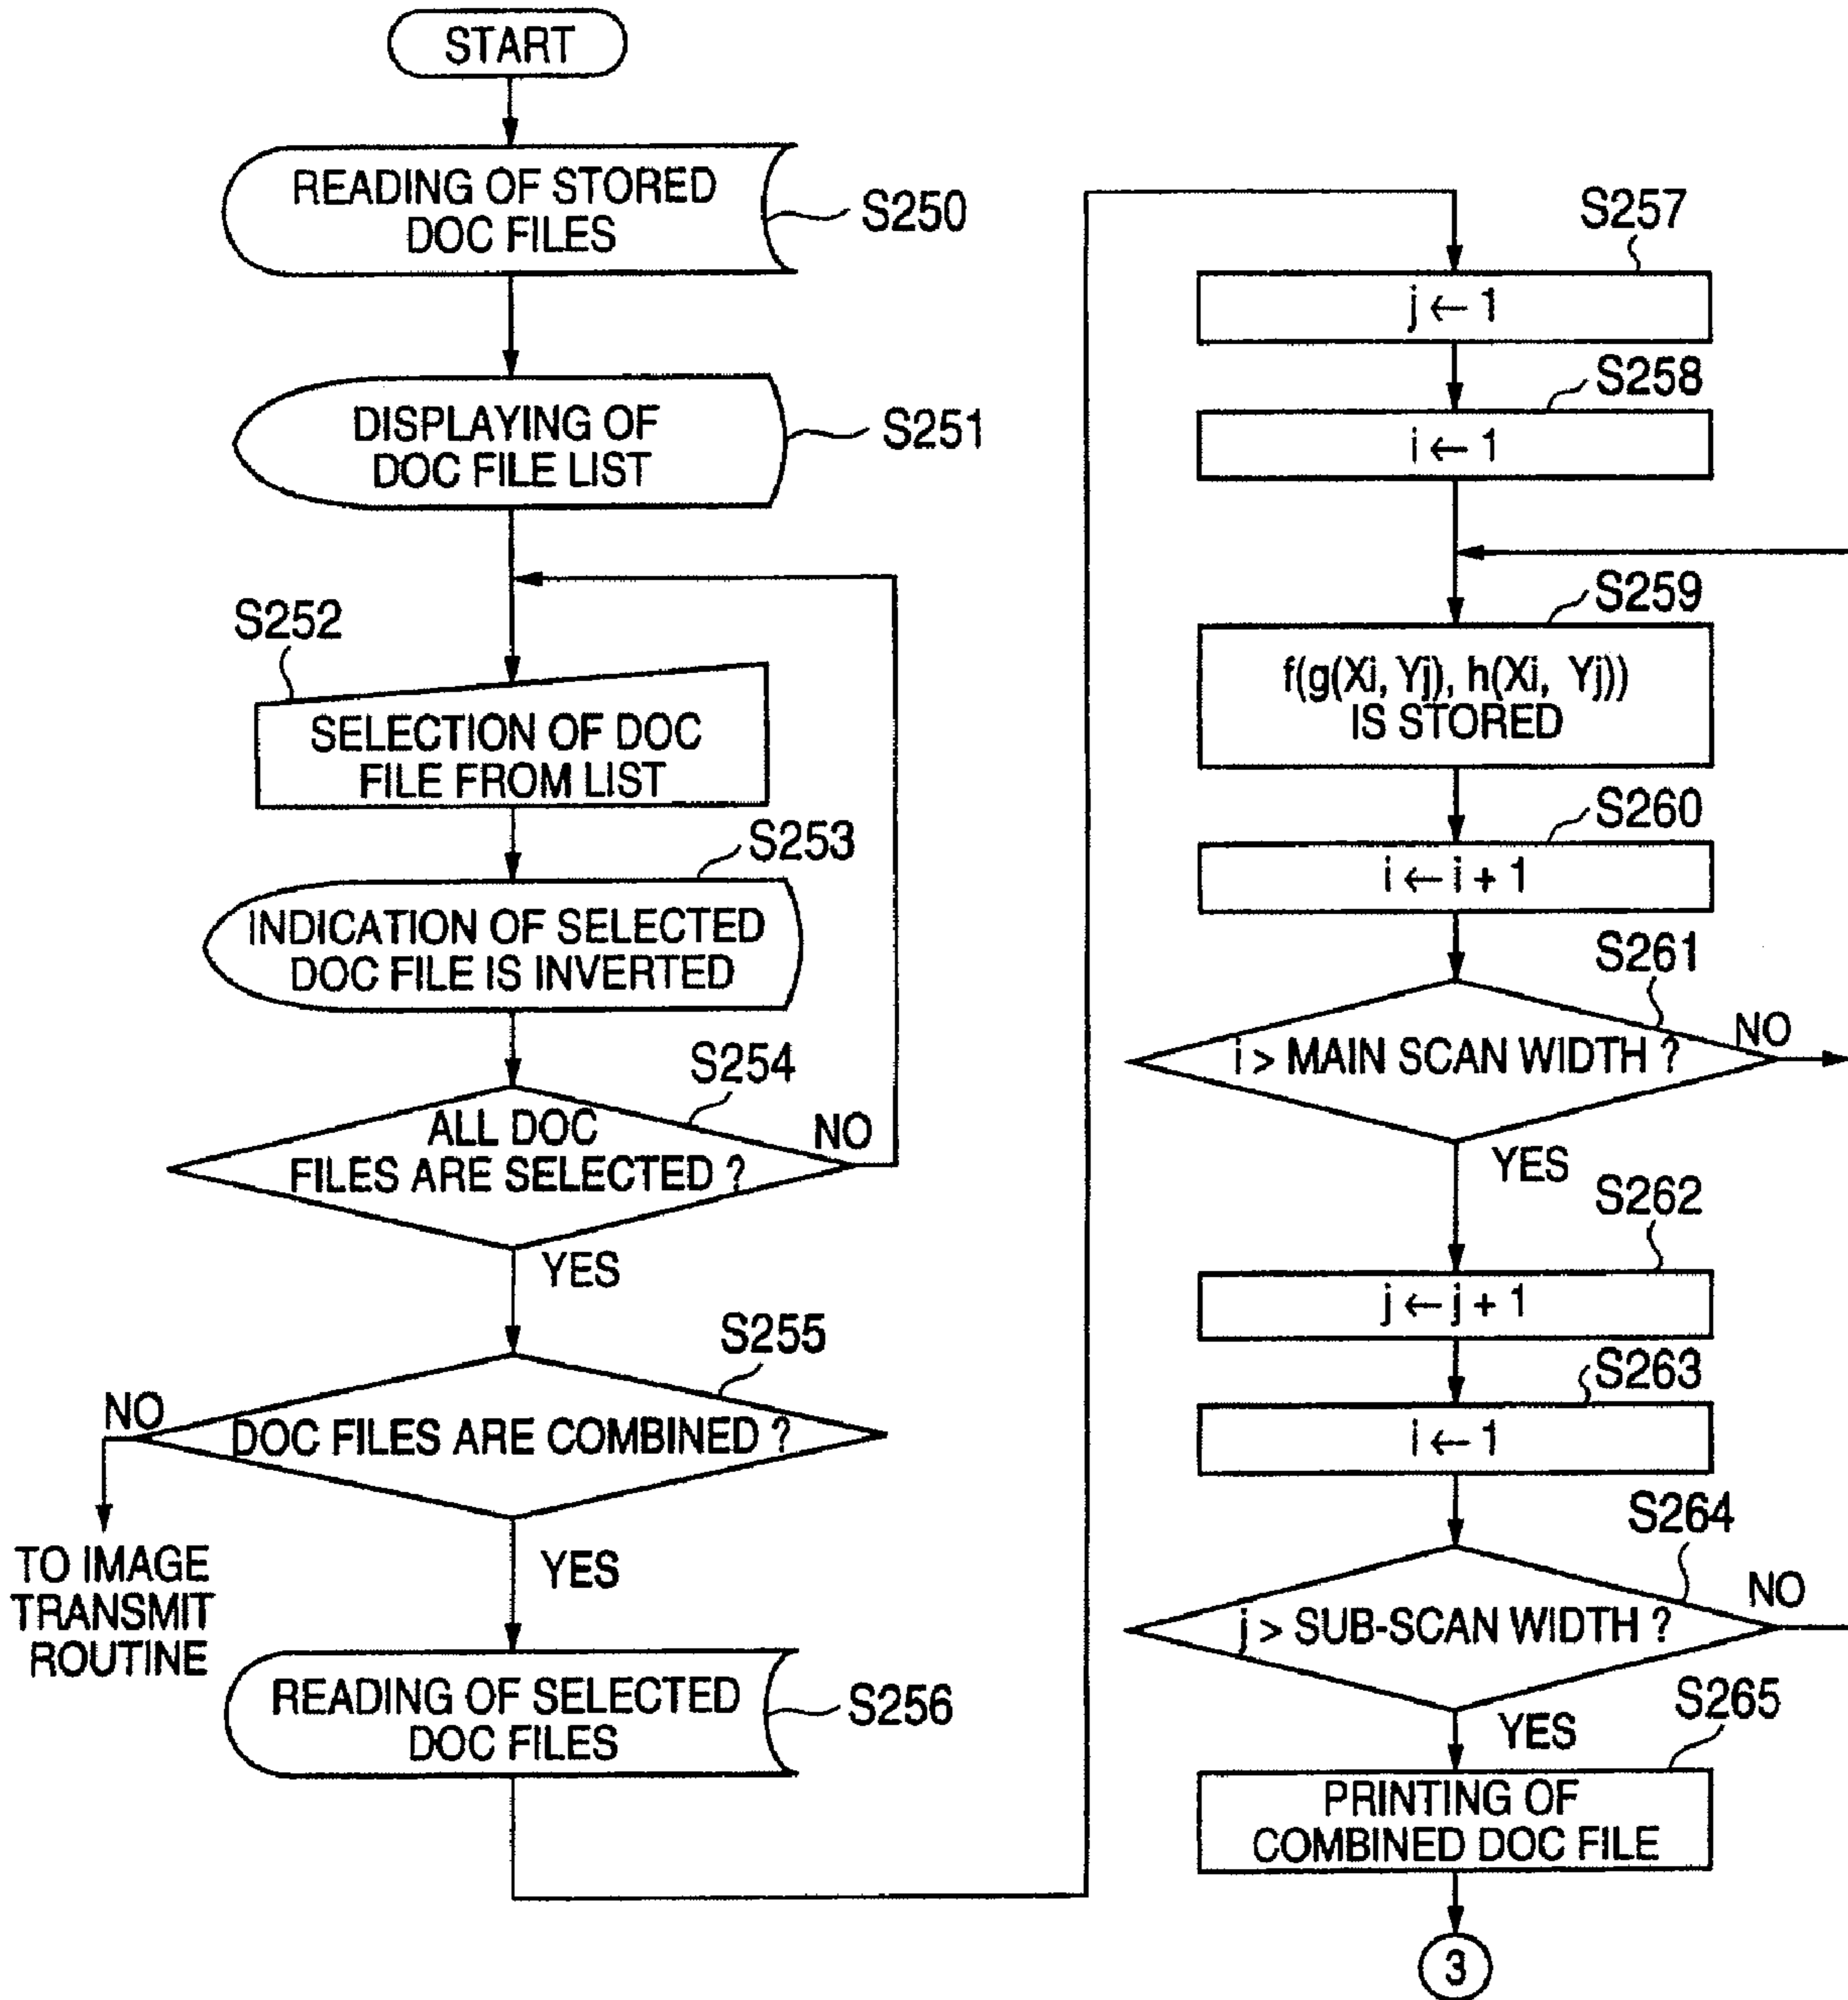 START
READING OF STORED
DOC FILES
S250
DISPLAYING OF
DOC FILE LIST
S251
S252
SELECTION OF DOC
FILE FROM LIST
S253
INDICATION OF SELECTED
DOC FILE IS INVERTED
S254
ALL DOC
FILES ARE SELECTED ?
NO
YES
S255
NO
DOC FILES ARE COMBINED ?
TO IMAGE
TRANSMIT
ROUTINE
YES
READING OF SELECTED
DOC FILES
S256
S257
j ← 1
S258
i ← 1
S259
f(g(Xi, Yj), h(Xi, Yj))
IS STORED
S260
i ← i + 1
S261
i > MAIN SCAN WIDTH ?
NO
YES
S262
j ← j + 1
S263
i ← 1
S264
j > SUB-SCAN WIDTH ?
NO
YES
S265
PRINTING OF
COMBINED DOC FILE
3